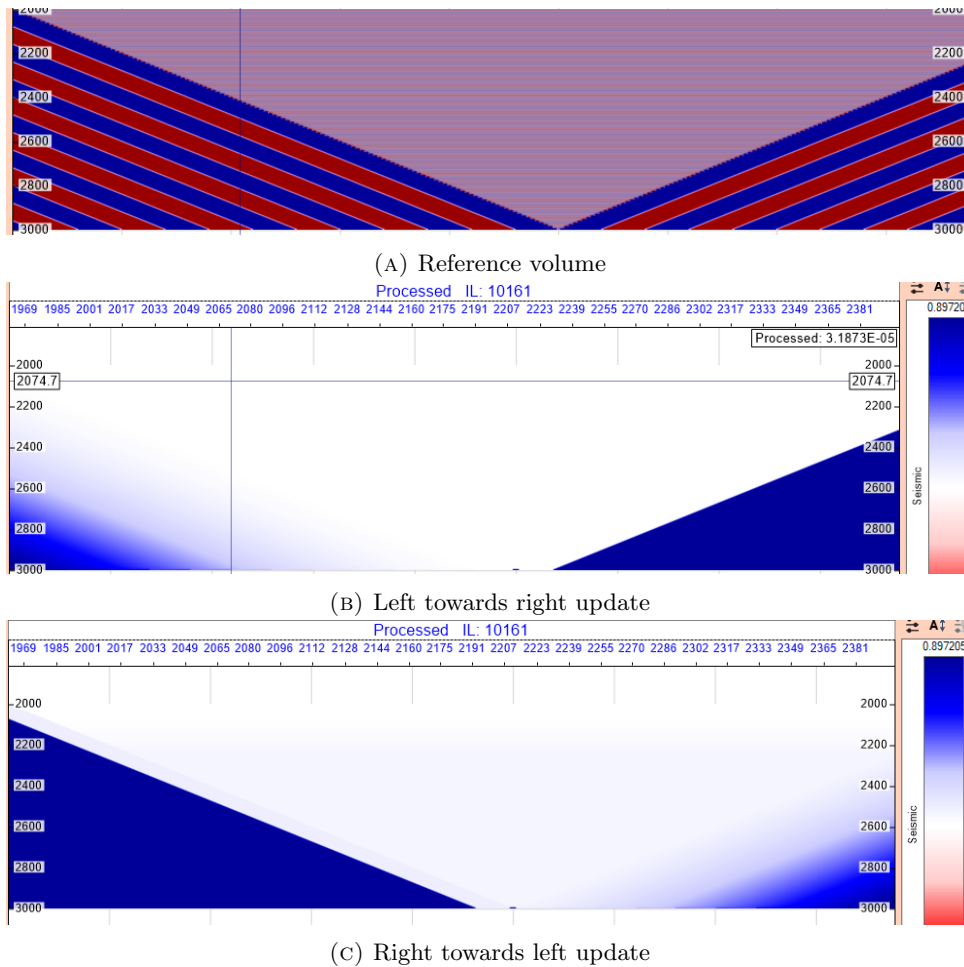 2000 2000
2200 2200
2400 2400
2600 2600
2800 2800
3000 3000
(A) Reference volume
Processed IL: 10161
1969 1985 2001 2017 2033 2049 2064 2080 2096 2112 2128 2144 2160 2175 2191 2207 2223 2239 2255 2270 2286 2302 2317 2333 2349 2365 2381
A
0.89720
Processed: 3.1873E-05
2000 2000
2074.7 2074.7
2200 2200
2400 2400
2600 2600
2800 2800
3000 3000
Seismic
(B) Left towards right update
Processed IL: 10161
1969 1985 2001 2017 2033 2049 2064 2080 2096 2112 2128 2144 2160 2175 2191 2207 2223 2239 2255 2270 2286 2302 2317 2333 2349 2365 2381
A
0.897205
2000 2000
2200 2200
2400 2400
2600 2600
2800 2800
3000 3000
Seismic
(C) Right towards left update